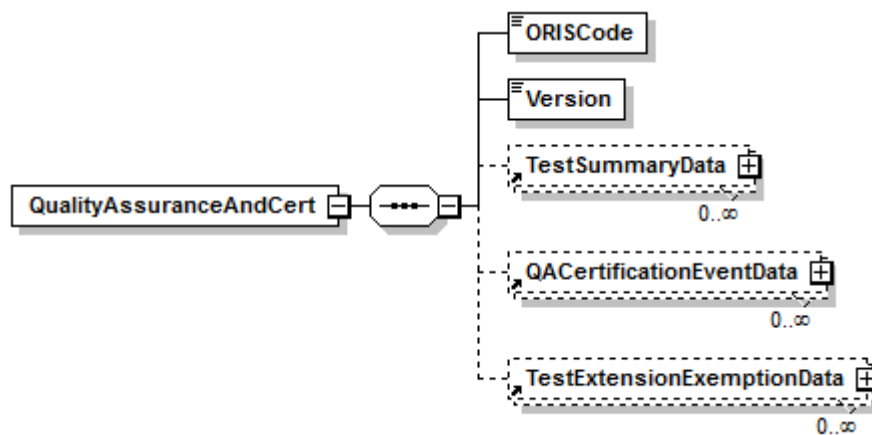 ORISCode
Version
TestSummaryData
0..∞
QualityAssuranceAndCert
QACertificationEventData
0..∞
TestExtensionExemptionData
0..∞